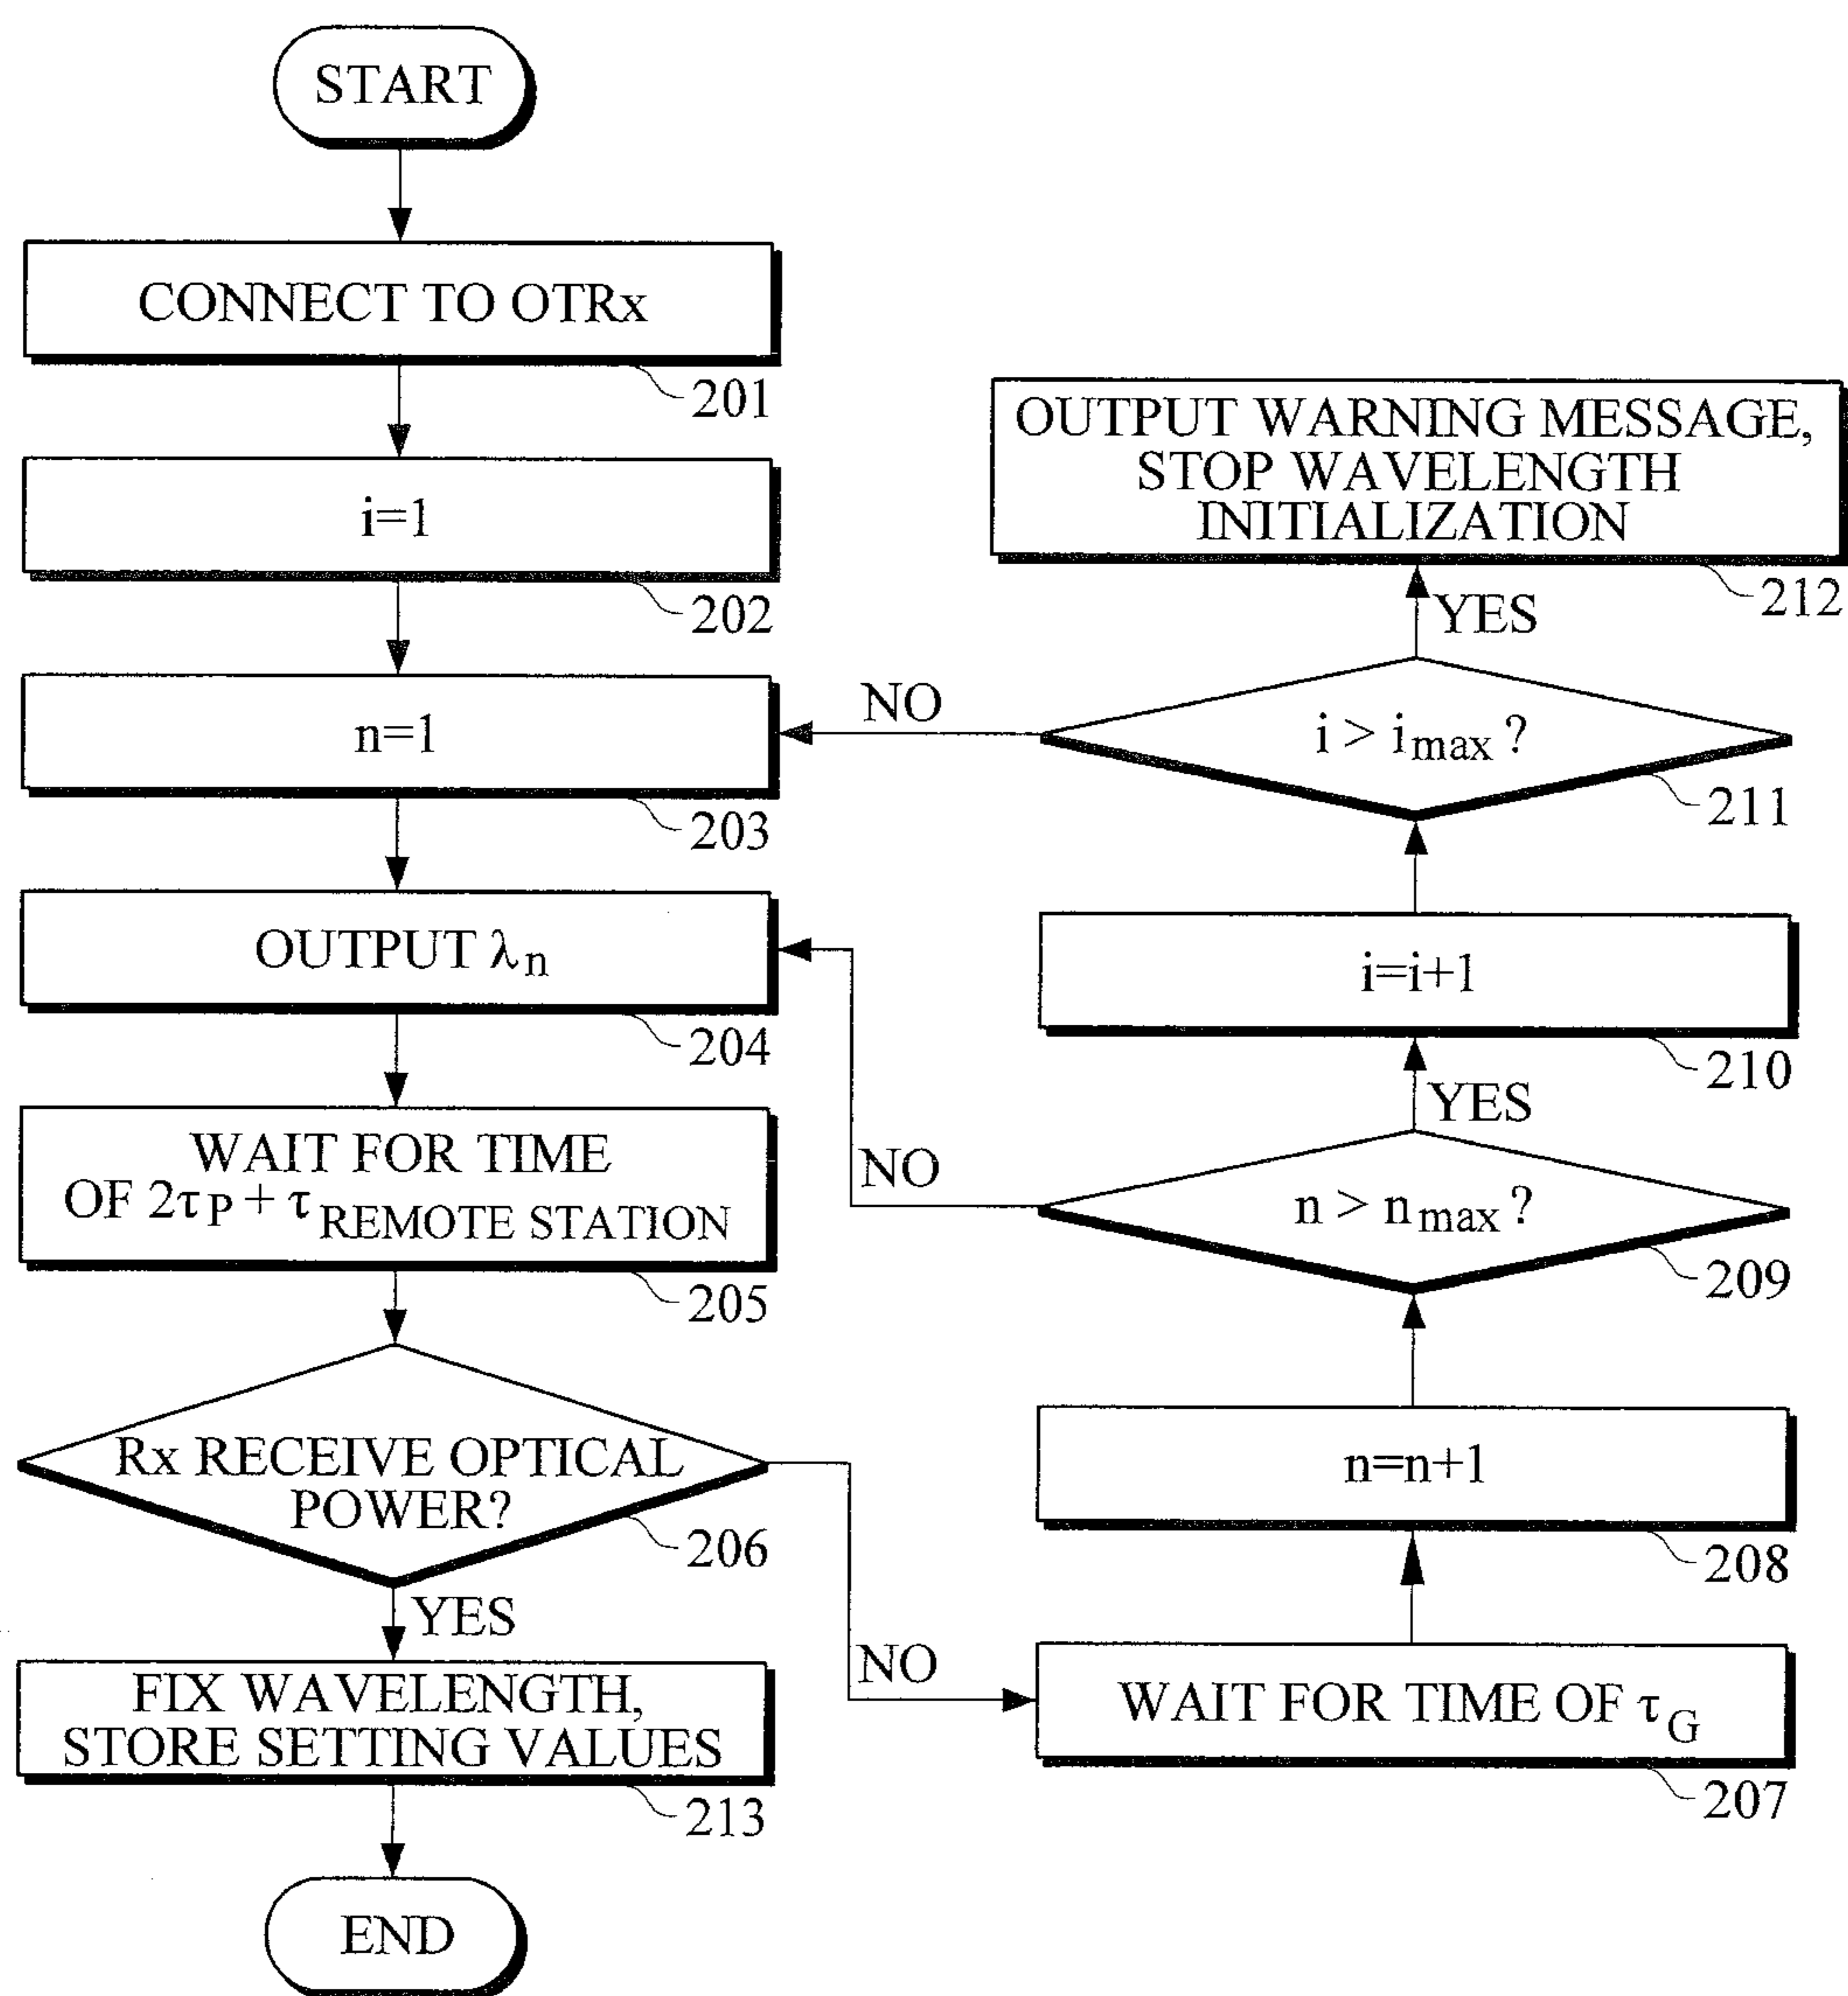 START
CONNECT TO OTRx
201
i=1
202
n=1
203
OUTPUT λn
204
WAIT FOR TIME
OF 2τP + τREMOTE STATION
205
Rx RECEIVE OPTICAL
POWER?
206
YES
NO
FIX WAVELENGTH,
STORE SETTING VALUES
213
END
WAIT FOR TIME OF τG
207
n=n+1
208
n > nmax ?
209
NO
YES
i=i+1
210
i > imax ?
211
NO
YES
OUTPUT WARNING MESSAGE,
STOP WAVELENGTH
INITIALIZATION
212